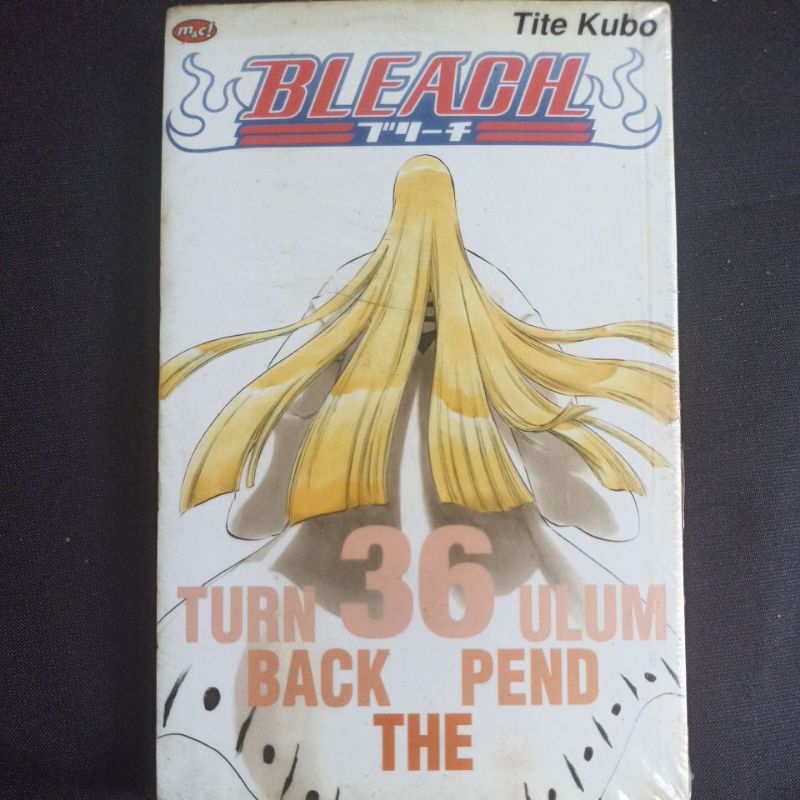 m&c!
Tite Kubo
BLEACH
ブリーチ
36
TURN ULUM
BACK PEND
THE